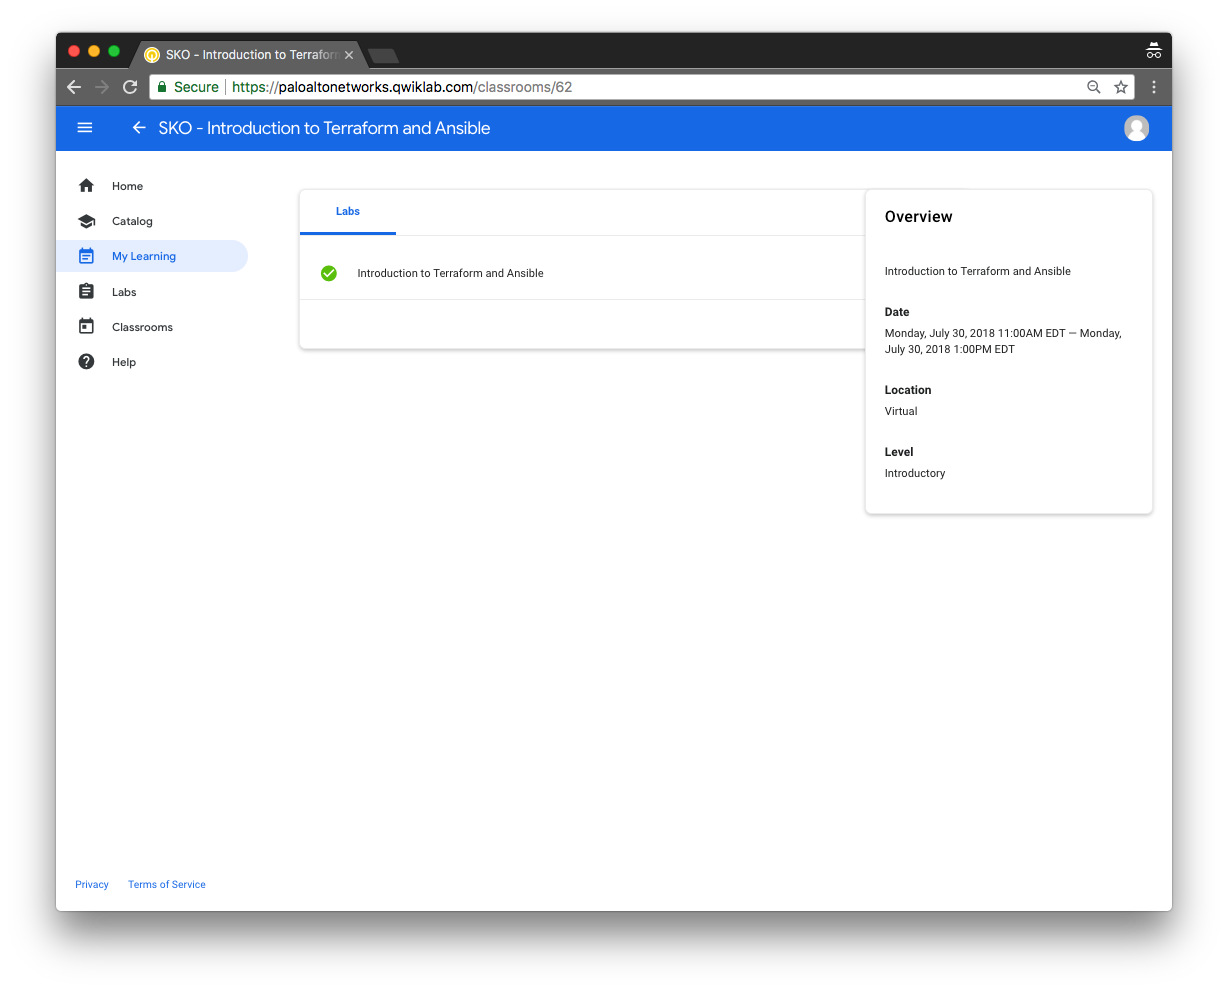 SKO - Introduction to Terraform
Secure
https://paloaltonetworks.qwiklab.com/classrooms/62
SKO - Introduction to Terraform and Ansible
Home
Catalog
My Learning
Labs
Classrooms
Help
Labs
Introduction to Terraform and Ansible
Overview
Introduction to Terraform and Ansible
Date
Monday, July 30, 2018 11:00AM EDT — Monday,
July 30, 2018 1:00PM EDT
Location
Virtual
Level
Introductory
Privacy
Terms of Service